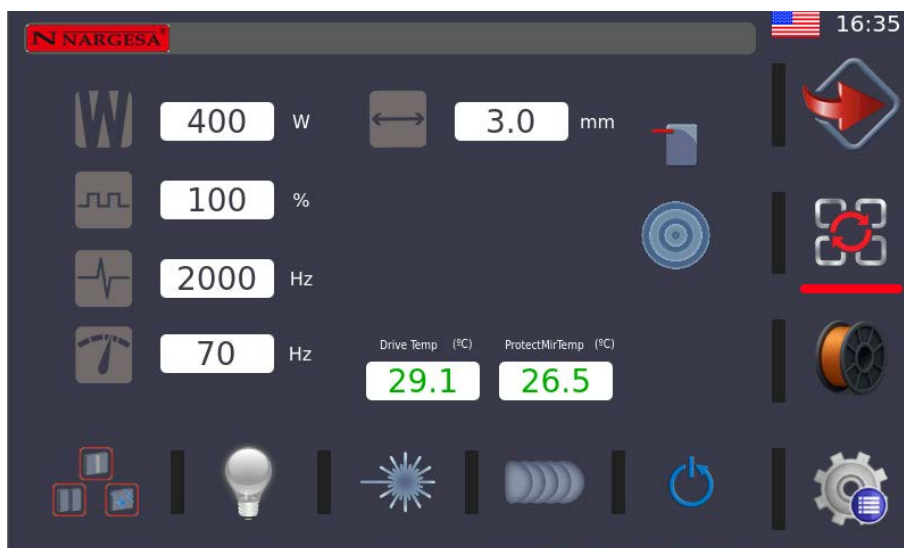 N NARGESA®
16:35
400 W
3.0 mm
100 %
2000 Hz
70 Hz
Drive Temp (ºC)
ProtectMirTemp (ºC)
29.1
26.5